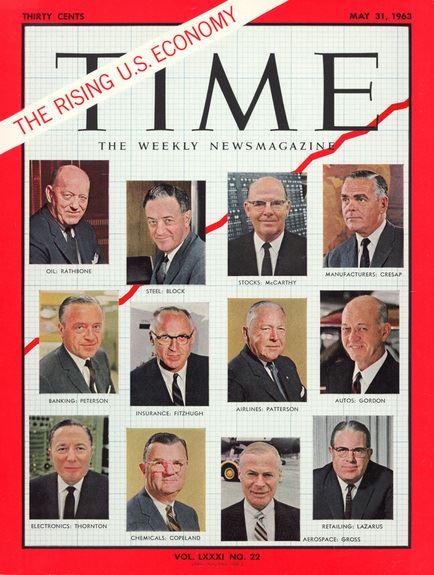 THIRTY CENTS
MAY 31, 1963
THE RISING U.S. ECONOMY
TIME
THE WEEKLY NEWSMAGAZINE
OIL: RATHBONE
STEEL: BLOCK
STOCKS: McCARTHY
MANUFACTURERS: CRESAP
BANKING: PETERSON
INSURANCE: FITZHUGH
AIRLINES: PATTERSON
AUTOS: GORDON
ELECTRONICS: THORNTON
CHEMICALS: COPELAND
AEROSPACE: GROSS
RETAILING: LAZARUS
VOL. LXXXI NO. 22